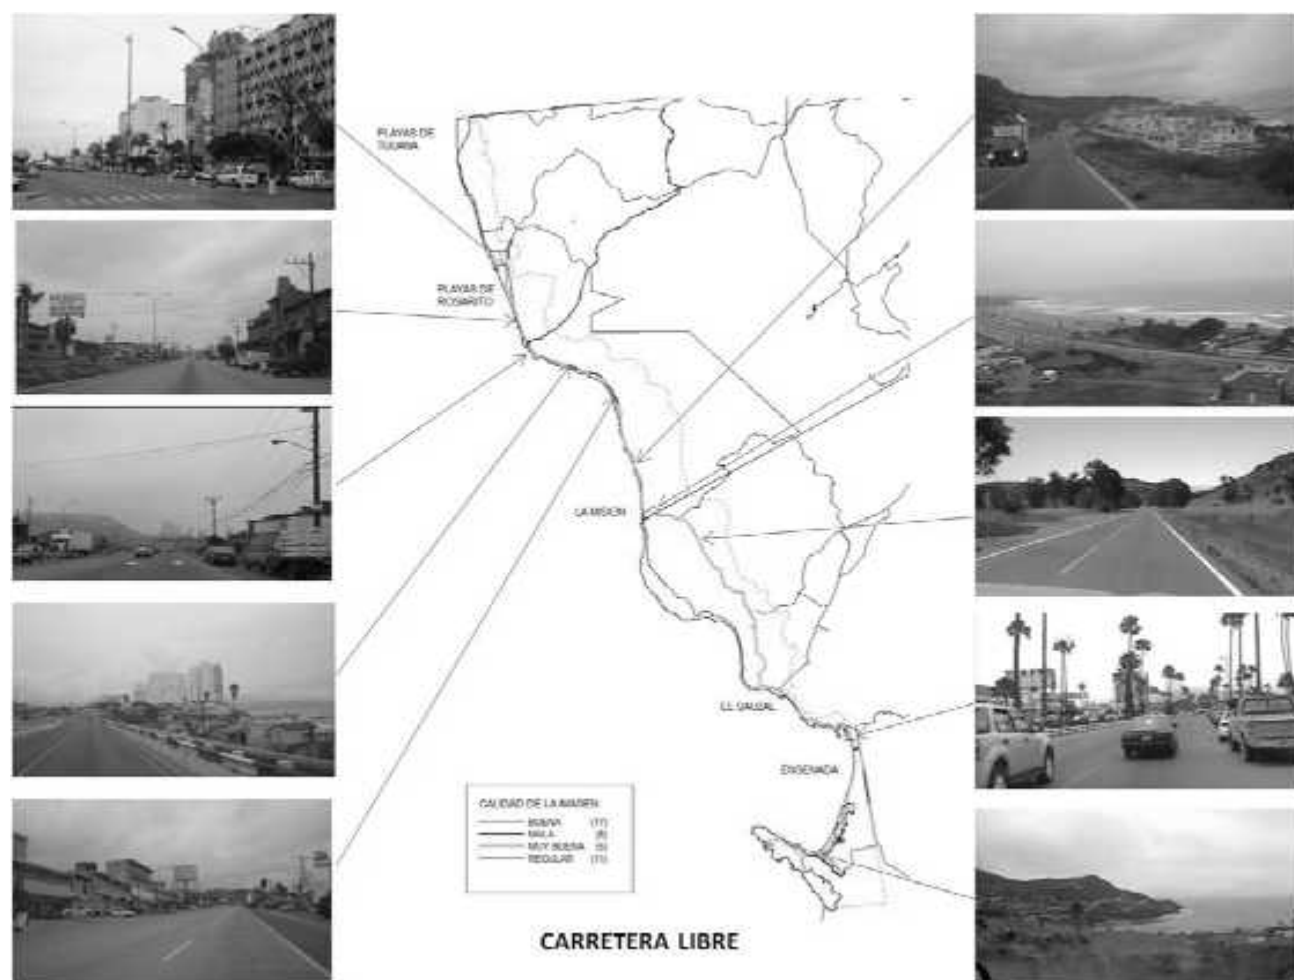 PLAYAS DE
TIJUANA
PLAYAS DE
ROSARITO
LA MISION
EL SAUZAL
ENSENADA
CALIDAD DE LA IMAGEN
BUENA
MALA
MUY BUENA
REGULAR
CARRETERA LIBRE